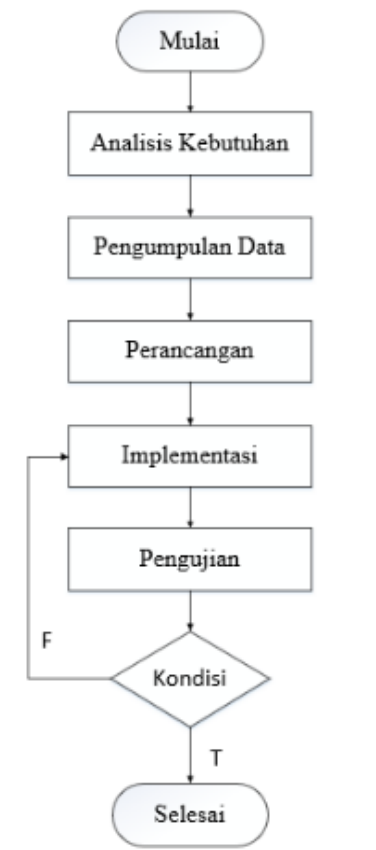 Mulai
Analisis Kebutuhan
Pengumpulan Data
Perancangan
Implementasi
Pengujian
F
Kondisi
T
Selesai